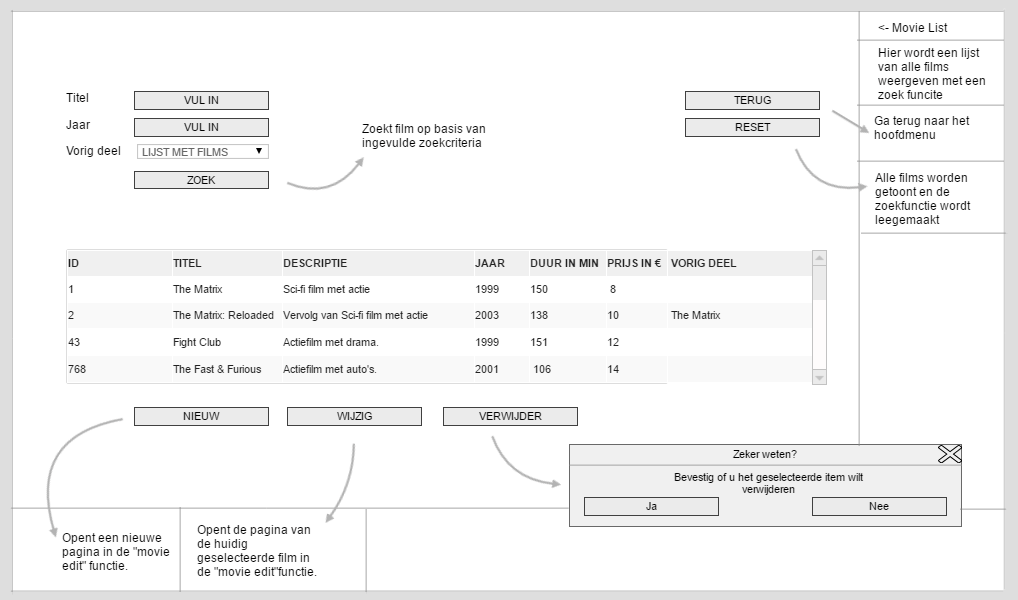 <- Movie List
Hier wordt een lijst
van alle films
weergeven met een
zoek funcite
Titel VUL IN
Jaar VUL IN
Vorig deel LIJST MET FILMS
ZOEK
Zoekt film op basis van
ingevulde zoekcriteria
TERUG
RESET
Ga terug naar het
hoofdmenu
Alle films worden
getoont en de
zoekfunctie wordt
leegemaakt
ID TITEL DESCRIPTIE JAAR DUUR IN MIN PRIJS IN € VORIG DEEL
1 The Matrix Sci-fi film met actie 1999 150 8
2 The Matrix: Reloaded Vervolg van Sci-fi film met actie 2003 138 10 The Matrix
43 Fight Club Actiefilm met drama. 1999 151 12
768 The Fast & Furious Actiefilm met auto's. 2001 106 14
NIEUW WIJZIG VERWIJDER
Zeker weten?
Bevestig of u het geselecteerde item wilt
verwijderen
Ja Nee
Opent een nieuwe
pagina in de "movie
edit" functie.
Opent de pagina van
de huidig
geselecteerde film in
de "movie edit"functie.